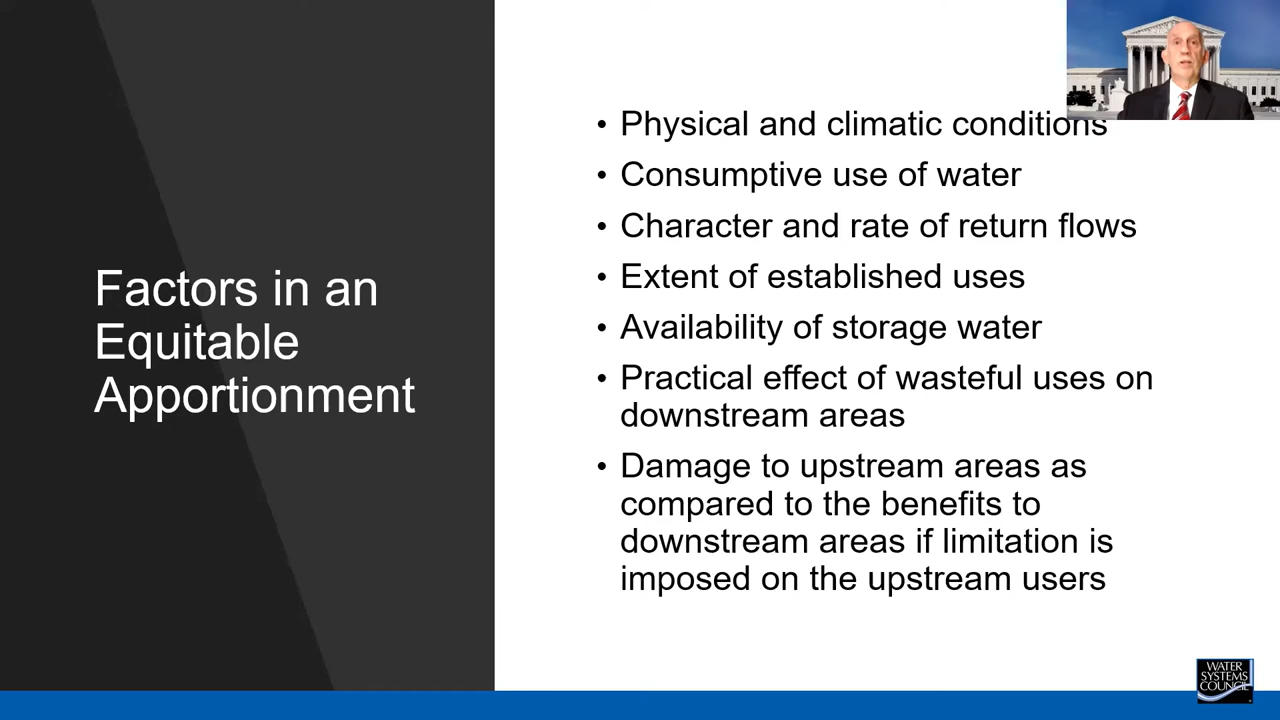 Factors in an
Equitable
Apportionment
• Physical and climatic conditions
• Consumptive use of water
• Character and rate of return flows
• Extent of established uses
• Availability of storage water
• Practical effect of wasteful uses on
downstream areas
• Damage to upstream areas as
compared to the benefits to
downstream areas if limitation is
imposed on the upstream users
WATER
SYSTEMS
COUNCIL